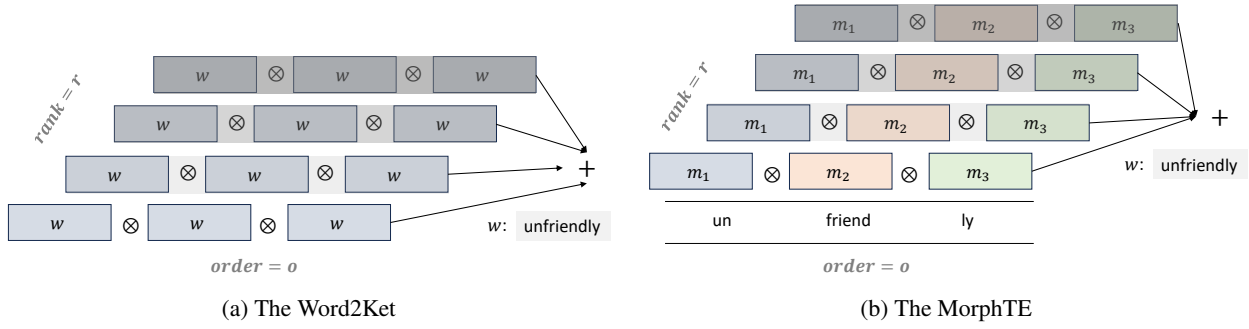 w ⊗ w ⊗ w
w ⊗ w ⊗ w
w ⊗ w ⊗ w
w ⊗ w ⊗ w
rank = r
+
w: unfriendly
order = o
(a) The Word2Ket
m₁ ⊗ m₂ ⊗ m₃
m₁ ⊗ m₂ ⊗ m₃
m₁ ⊗ m₂ ⊗ m₃
m₁ ⊗ m₂ ⊗ m₃
rank = r
+
w: unfriendly
un friend ly
order = o
(b) The MorphTE